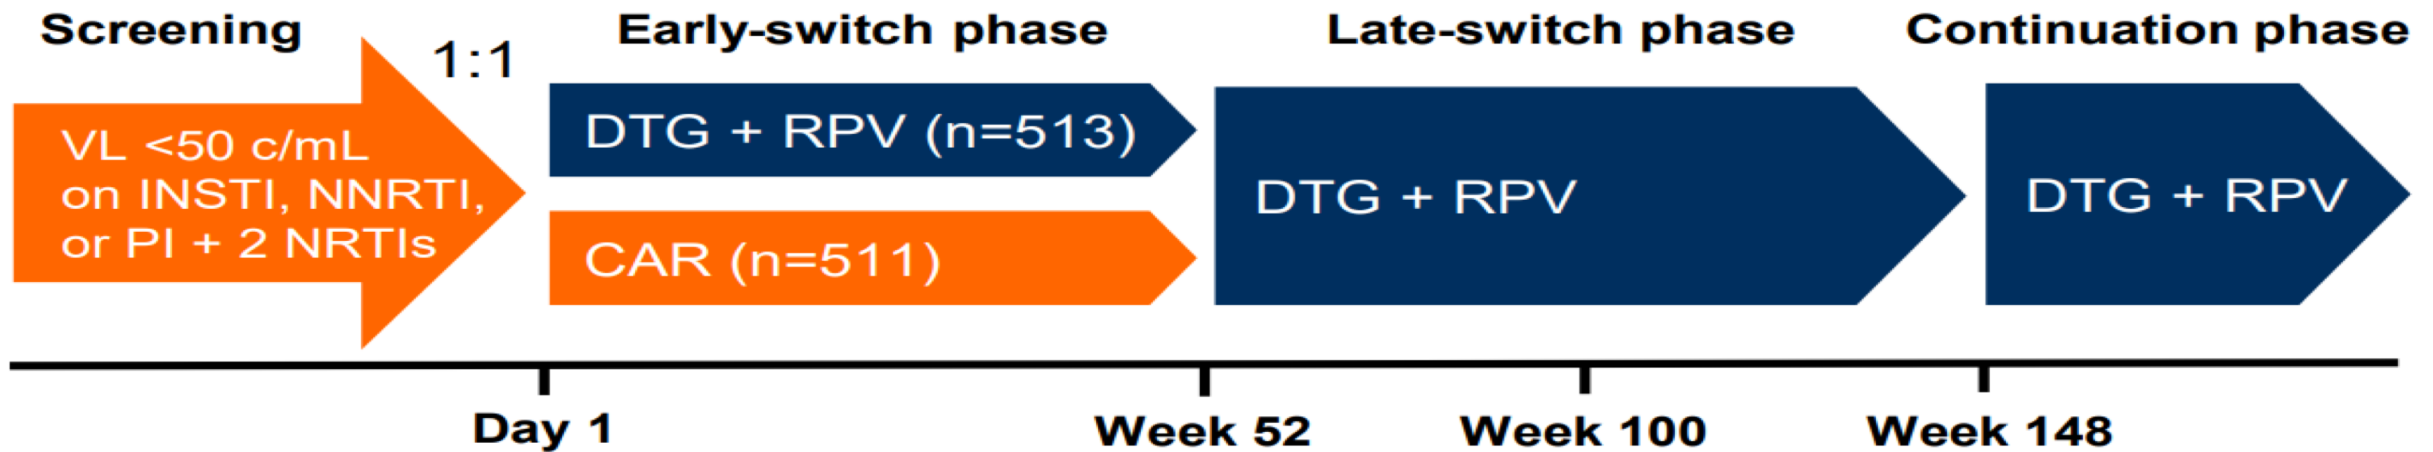 Screening
1:1
Early-switch phase
Late-switch phase
Continuation phase
VL <50 c/mL
on INSTI, NNRTI,
or PI + 2 NRTIs
DTG + RPV (n=513)
CAR (n=511)
DTG + RPV
DTG + RPV
Day 1
Week 52
Week 100
Week 148